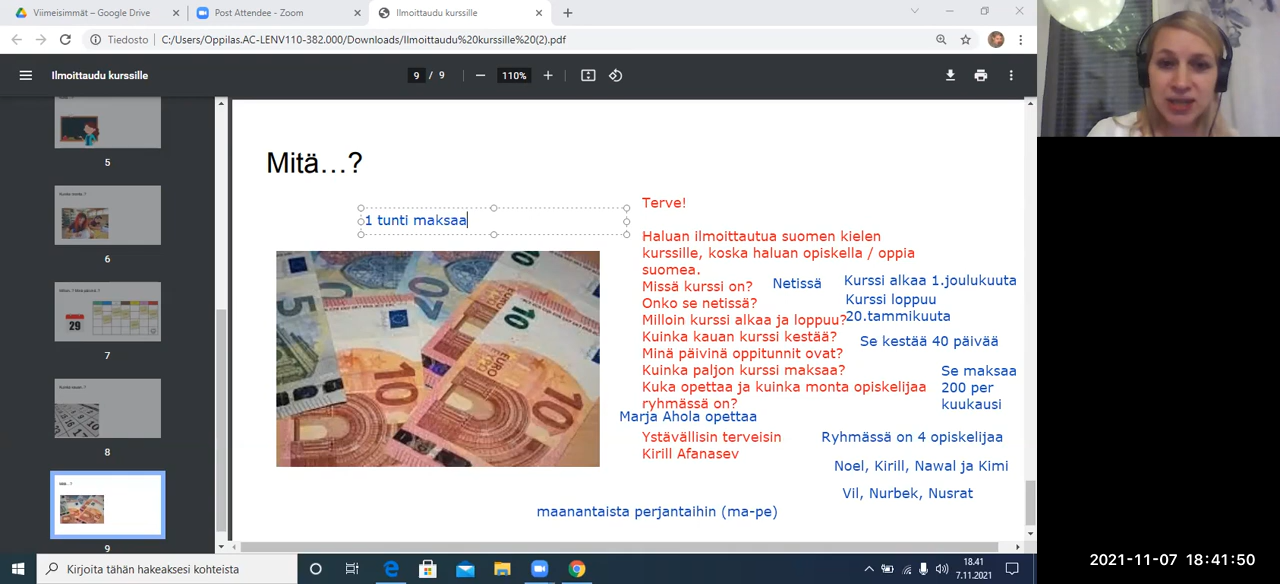 Viimeisimmät – Google Drive
Post Attendee - Zoom
Ilmoittaudu kurssille
Tiedosto
C:/Users/Oppilas.AC-LENV110-382.000/Downloads/Ilmoittaudu%20kurssille%20(2).pdf
Ilmoittaudu kurssille
9 / 9
110%
5
6
7
29
8
9
Mitä...?
1 tunti maksaa
Terve!
Haluan ilmoittautua suomen kielen
kurssille, koska haluan opiskella / oppia
suomea.
Missä kurssi on?
Netissä
Onko se netissä?
Milloin kurssi alkaa ja loppuu?
Kuinka kauan kurssi kestää?
Minä päivinä oppitunnit ovat?
Kuinka paljon kurssi maksaa?
Kuka opettaa ja kuinka monta opiskelijaa
ryhmässä on?
Marja Ahola opettaa
Ystävällisin terveisin
Kirill Afanasev
Kurssi alkaa 1.joulukuuta
Kurssi loppuu
20.tammikuuta
Se kestää 40 päivää
Se maksaa
200 per
kuukausi
Ryhmässä on 4 opiskelijaa
Noel, Kirill, Nawal ja Kimi
Vil, Nurbek, Nusrat
maanantaista perjantaihin (ma-pe)
10
10
10
10
EURO
Kirjoita tähän hakeaksesi kohteista
18.41
7.11.2021
2021-11-07 18:41:50